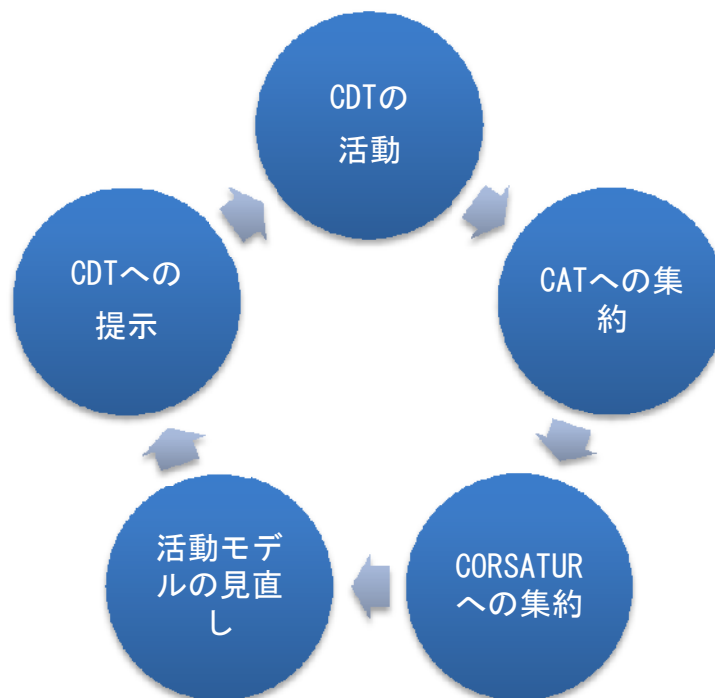 CDTの
活動
CATへの集
約
CORSATUR
への集約
活動モデ
ルの見直
し
CDTへの
提示